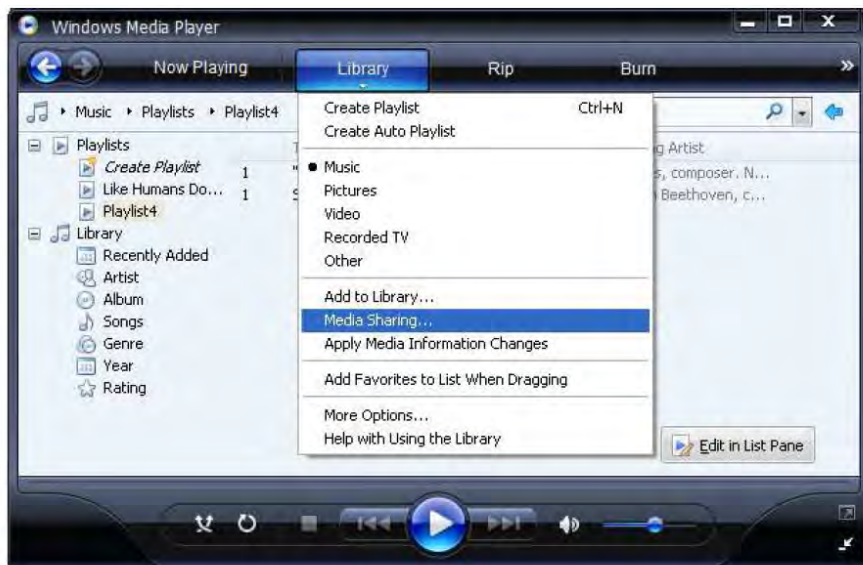 Windows Media Player
Now Playing Library Rip Burn »
Music Playlists Playlist4
Playlists
Create Playlist
Like Humans Do...
Playlist4
Library
Recently Added
Artist
Album
Songs
Genre
Year
Rating
1
1
Create Playlist Ctrl+N
Create Auto Playlist
Music
Pictures
Video
Recorded TV
Other
Add to Library...
Media Sharing...
Apply Media Information Changes
Add Favorites to List When Dragging
More Options...
Help with Using the Library
Artist
, composer. N...
Beethoven, c...
Edit in List Pane